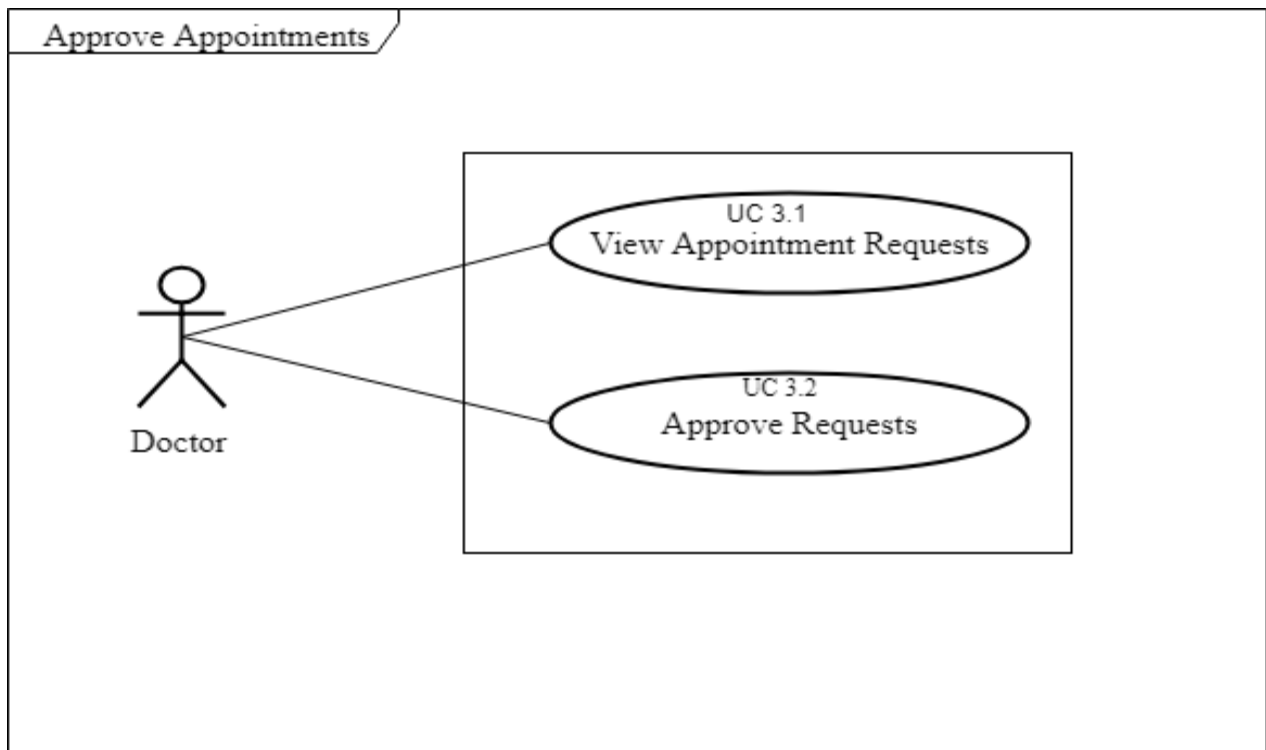 Approve Appointments
UC 3.1
View Appointment Requests
UC 3.2
Approve Requests
Doctor